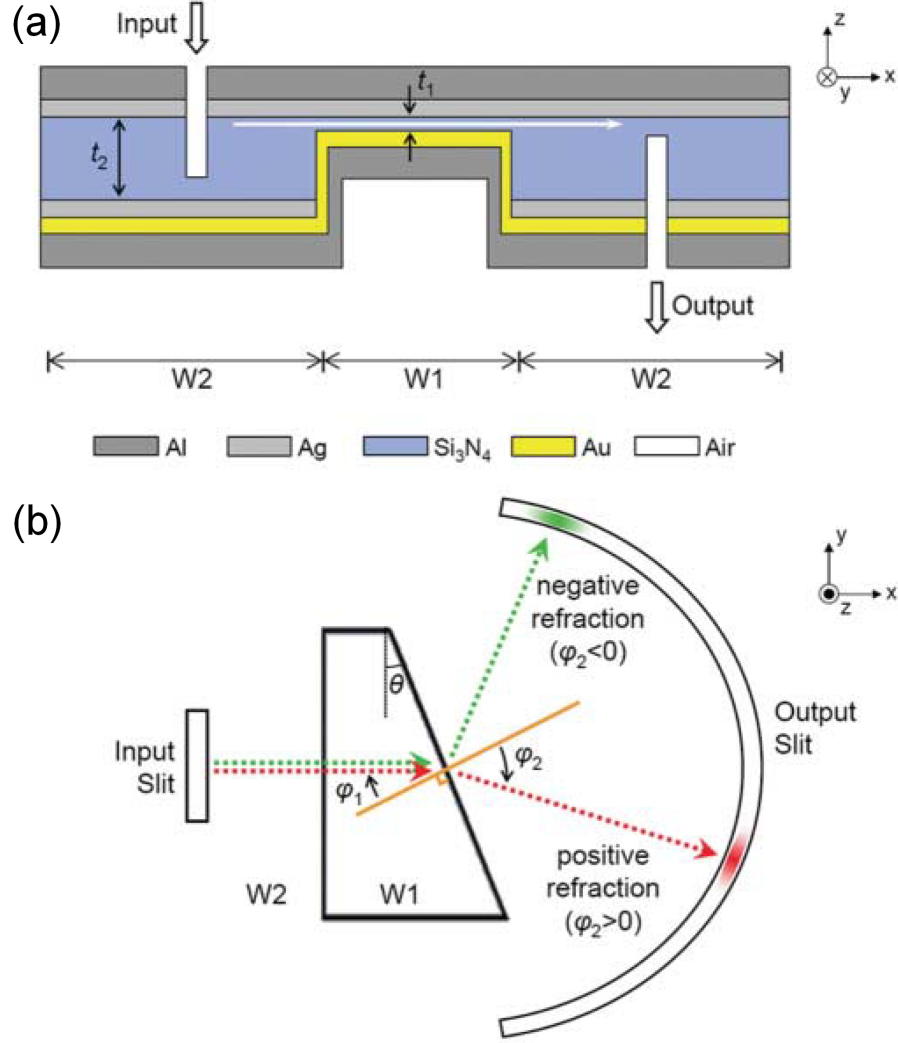 (a)
Input
z
x
y
t₁
t₂
Output
W2
W1
W2
Al
Ag
Si₃N₄
Au
Air
(b)
y
x
z
negative
refraction
(φ₂<0)
θ
Output
Slit
Input
Slit
φ₁
φ₂
positive
refraction
(φ₂>0)
W2
W1